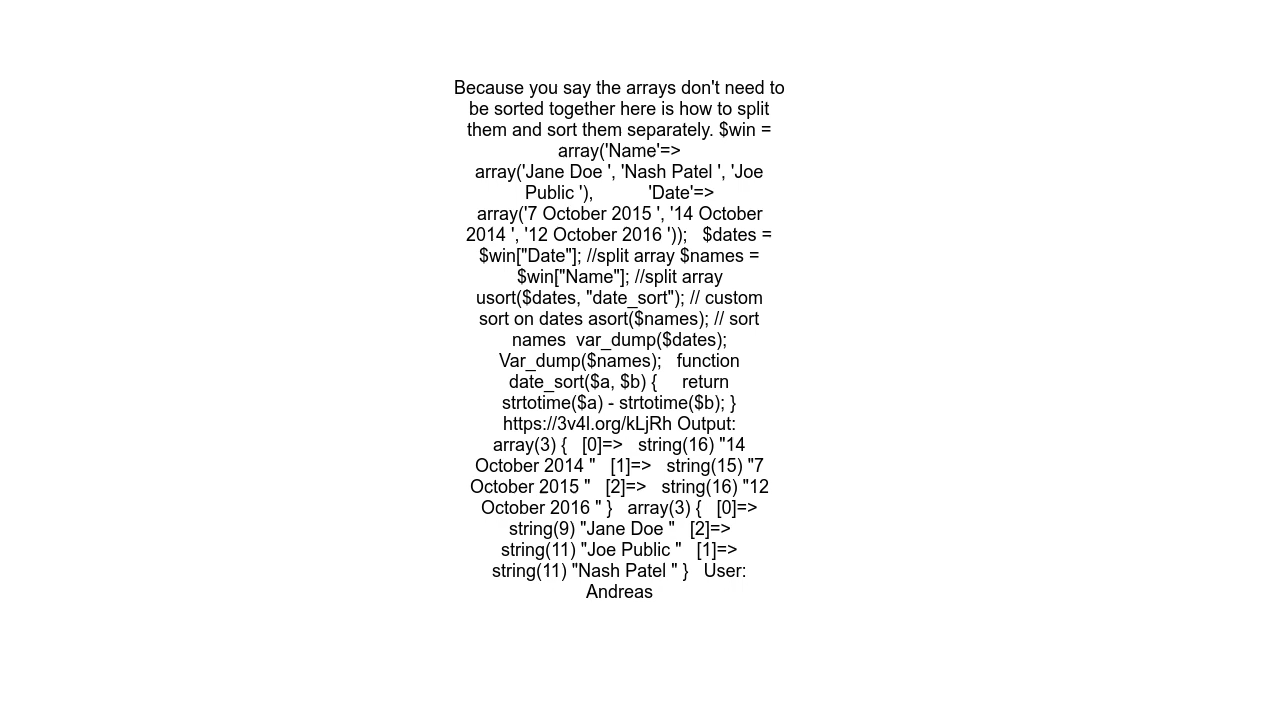 Because you say the arrays don't need to
be sorted together here is how to split
them and sort them separately. $win =
array('Name'=>
array('Jane Doe ', 'Nash Patel ', 'Joe
Public '),           'Date'=>
array('7 October 2015 ', '14 October
2014 ', '12 October 2016 '));   $dates =
$win["Date"]; //split array $names =
$win["Name"]; //split array
usort($dates, "date_sort"); // custom
sort on dates asort($names); // sort
names  var_dump($dates);
Var_dump($names);   function
date_sort($a, $b) {     return
strtotime($a) - strtotime($b); }
https://3v4l.org/kLjRh Output:
array(3) {   [0]=>   string(16) "14
October 2014 "   [1]=>   string(15) "7
October 2015 "   [2]=>   string(16) "12
October 2016 " }   array(3) {   [0]=>
string(9) "Jane Doe "   [2]=>
string(11) "Joe Public "   [1]=>
string(11) "Nash Patel " }   User:
Andreas